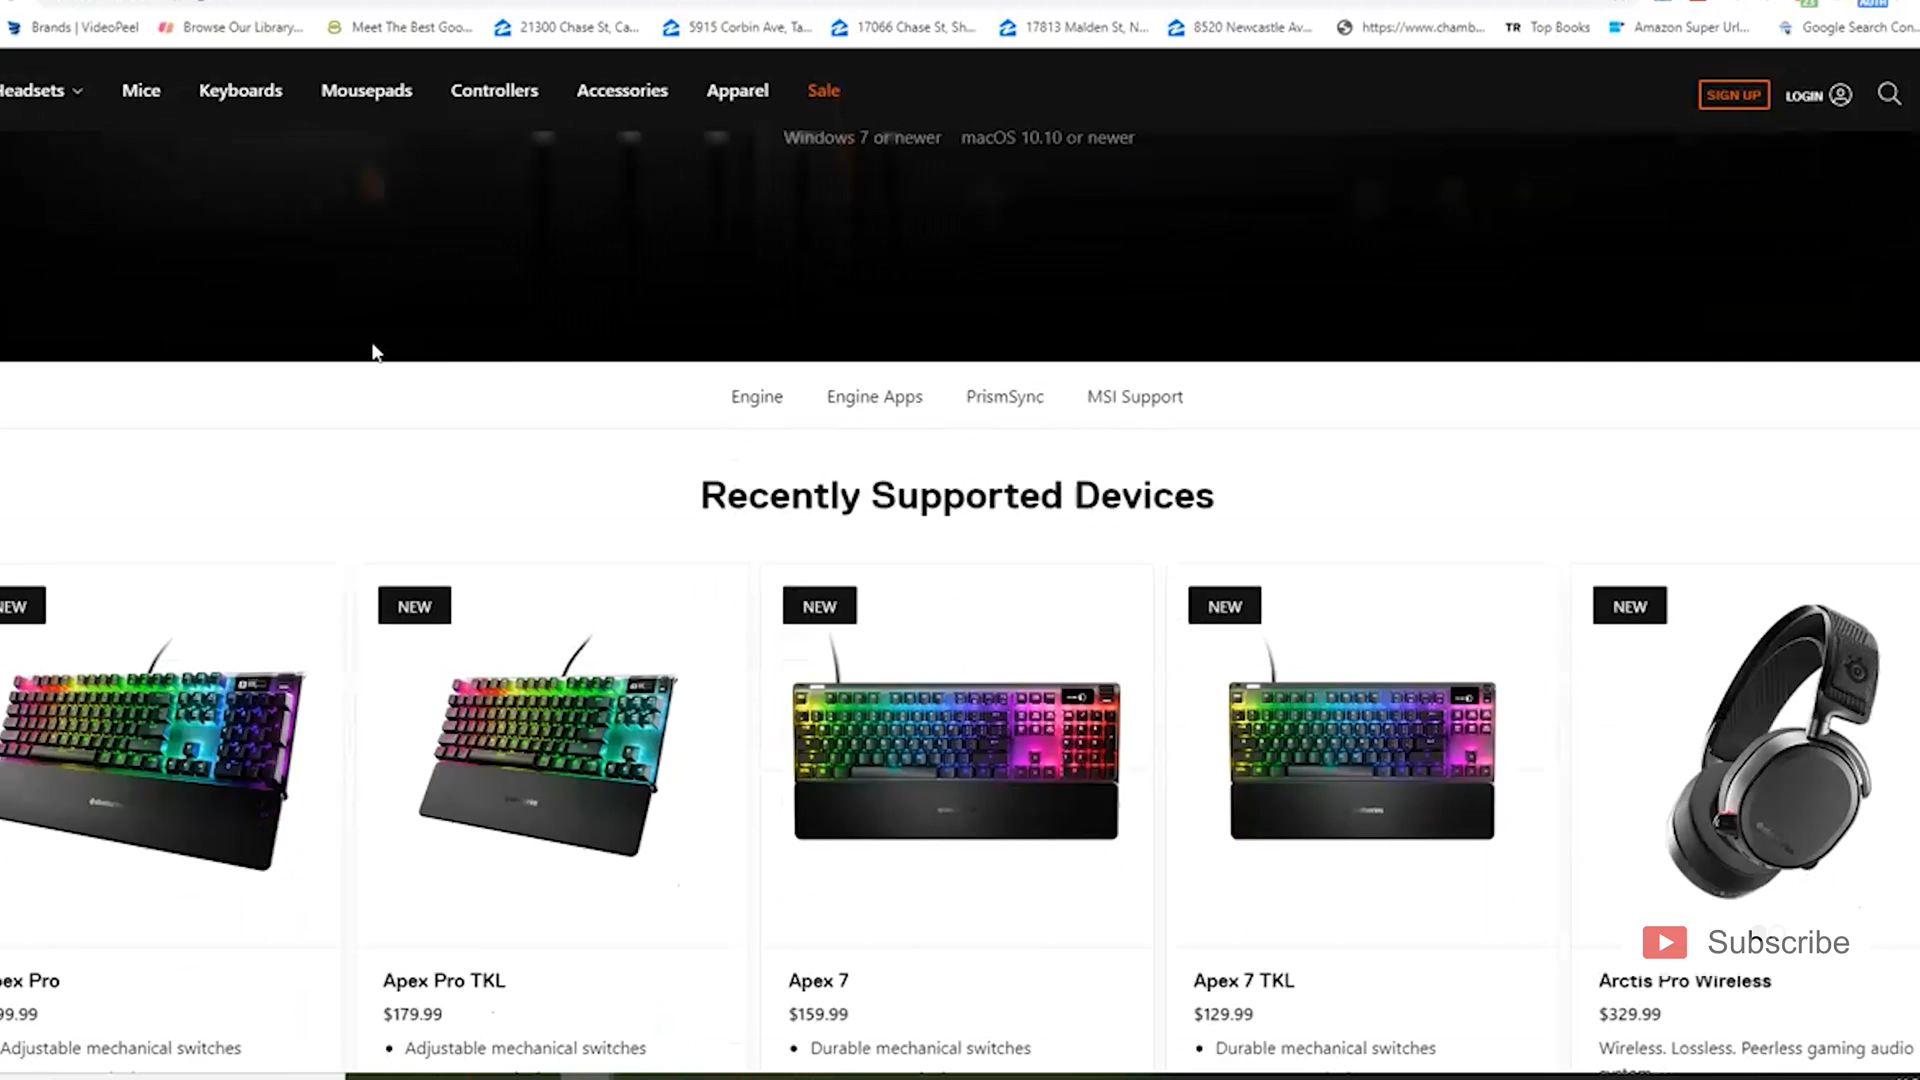 Brands | VideoPeel Browse Our Library... Meet The Best Goo... 21300 Chase St, Ca... 5915 Corbin Ave, Ta... 17066 Chase St, Sh... 17813 Malden St, N... 8520 Newcastle Av... https://www.chamb... TR Top Books Amazon Super Url... Google Search Con...
Headsets Mice Keyboards Mousepads Controllers Accessories Apparel Sale SIGN UP LOGIN
Windows 7 or newer macOS 10.10 or newer
Engine Engine Apps PrismSync MSI Support
Recently Supported Devices
NEW NEW NEW NEW NEW
Subscribe
ex Pro Apex Pro TKL Apex 7 Apex 7 TKL Arctis Pro Wireless
99.99 $179.99 $159.99 $129.99 $329.99
Adjustable mechanical switches • Adjustable mechanical switches • Durable mechanical switches • Durable mechanical switches Wireless. Lossless. Peerless gaming audio
system